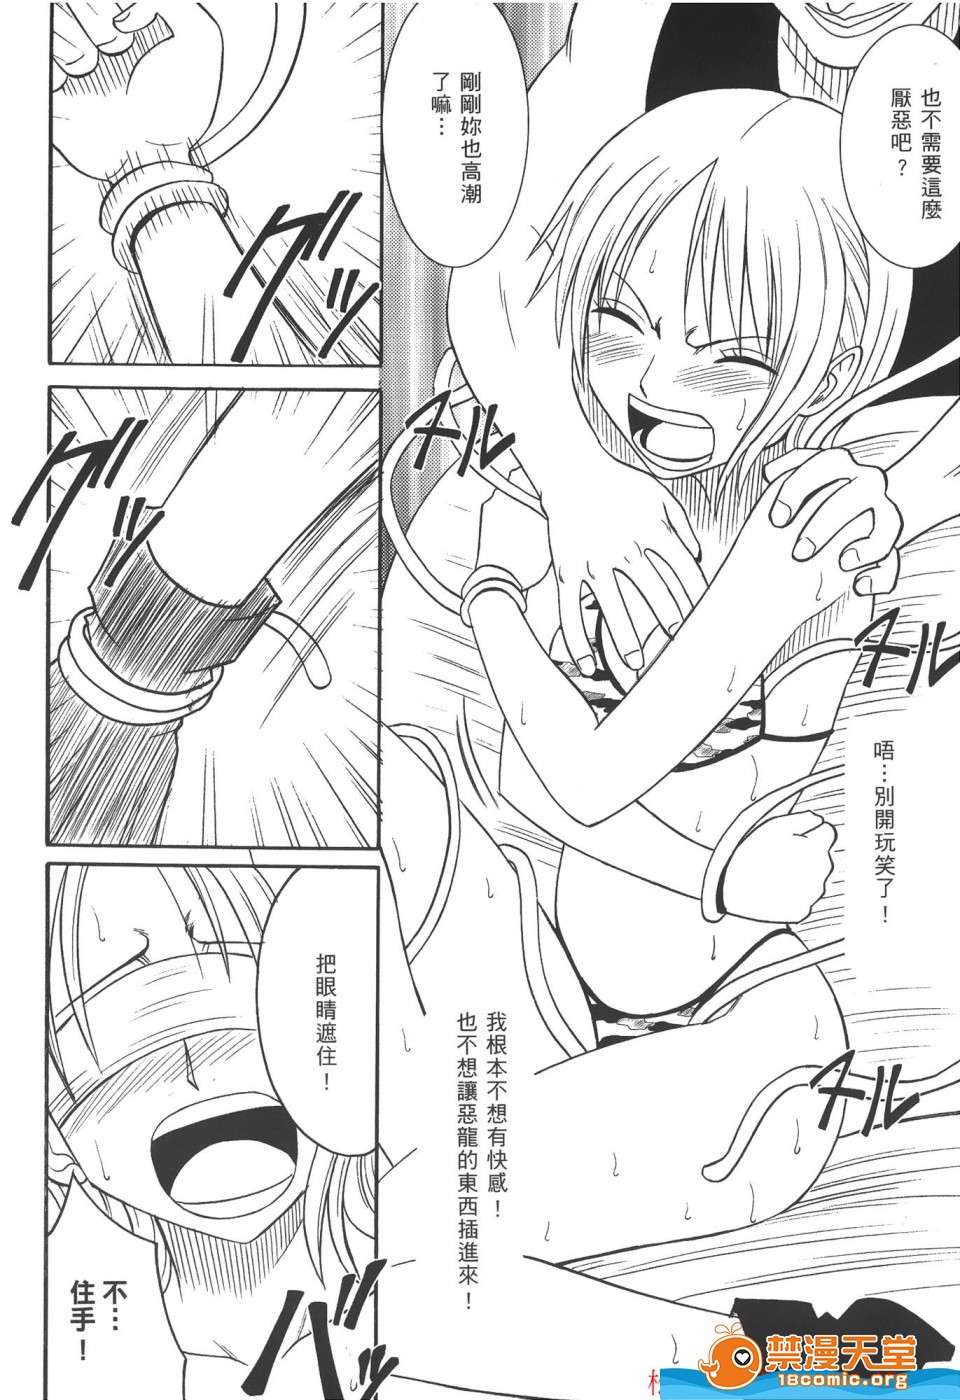 也不需要這麼
厭惡吧？
剛剛妳也高潮
了嘛…
ヌル
ヌル
唔…別開玩笑了！
我根本不想有快感！
也不想讓惡龍的東西插進來！
ヌル
グッ
グッ
把眼睛遮住！
不…
住手！
禁漫天堂
18comic.org